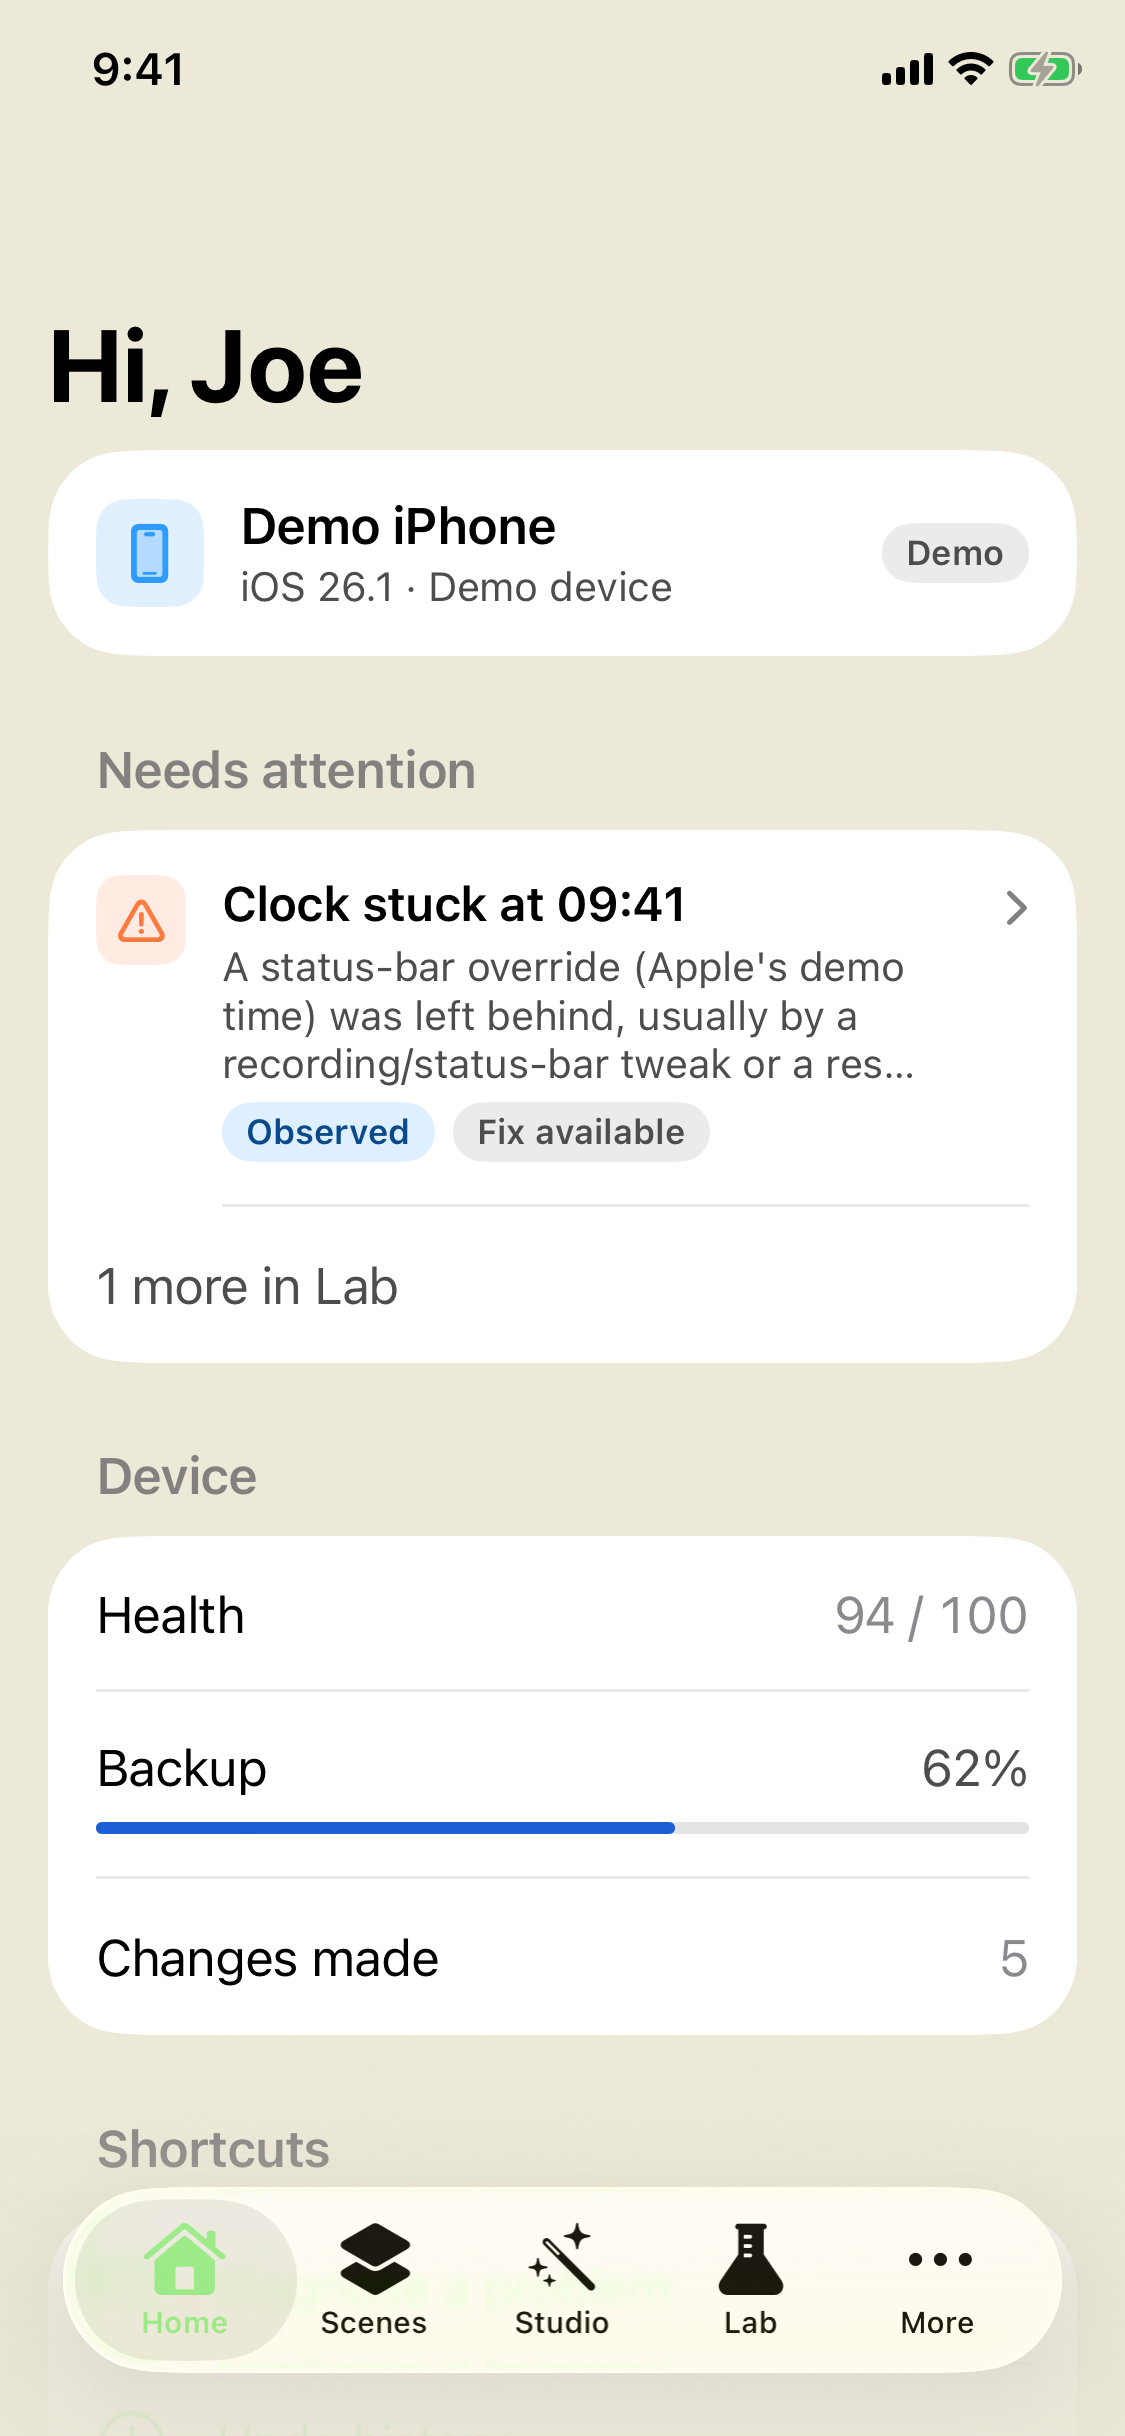 9:41
Hi, Joe
Demo iPhone
iOS 26.1 · Demo device
Demo
Needs attention
Clock stuck at 09:41
A status-bar override (Apple's demo
time) was left behind, usually by a
recording/status-bar tweak or a res...
Observed
Fix available
1 more in Lab
Device
Health
94 / 100
Backup
62%
Changes made
5
Shortcuts
Home
Scenes
Studio
Lab
More